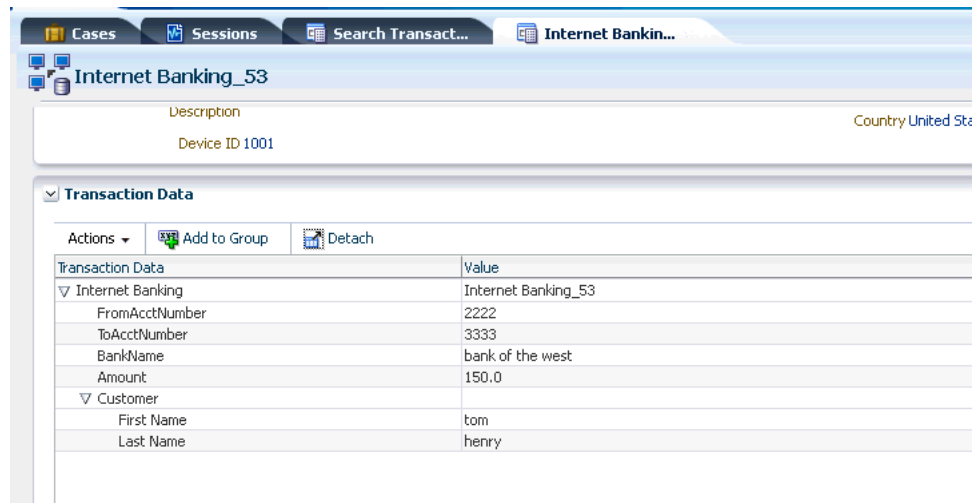 Cases Sessions Search Transact... Internet Bankin...
Internet Banking_53
Description
Country United Sta
Device ID 1001
Transaction Data
Actions Add to Group Detach
Transaction Data Value
Internet Banking Internet Banking_53
FromAcctNumber 2222
ToAcctNumber 3333
BankName bank of the west
Amount 150.0
Customer
First Name tom
Last Name henry